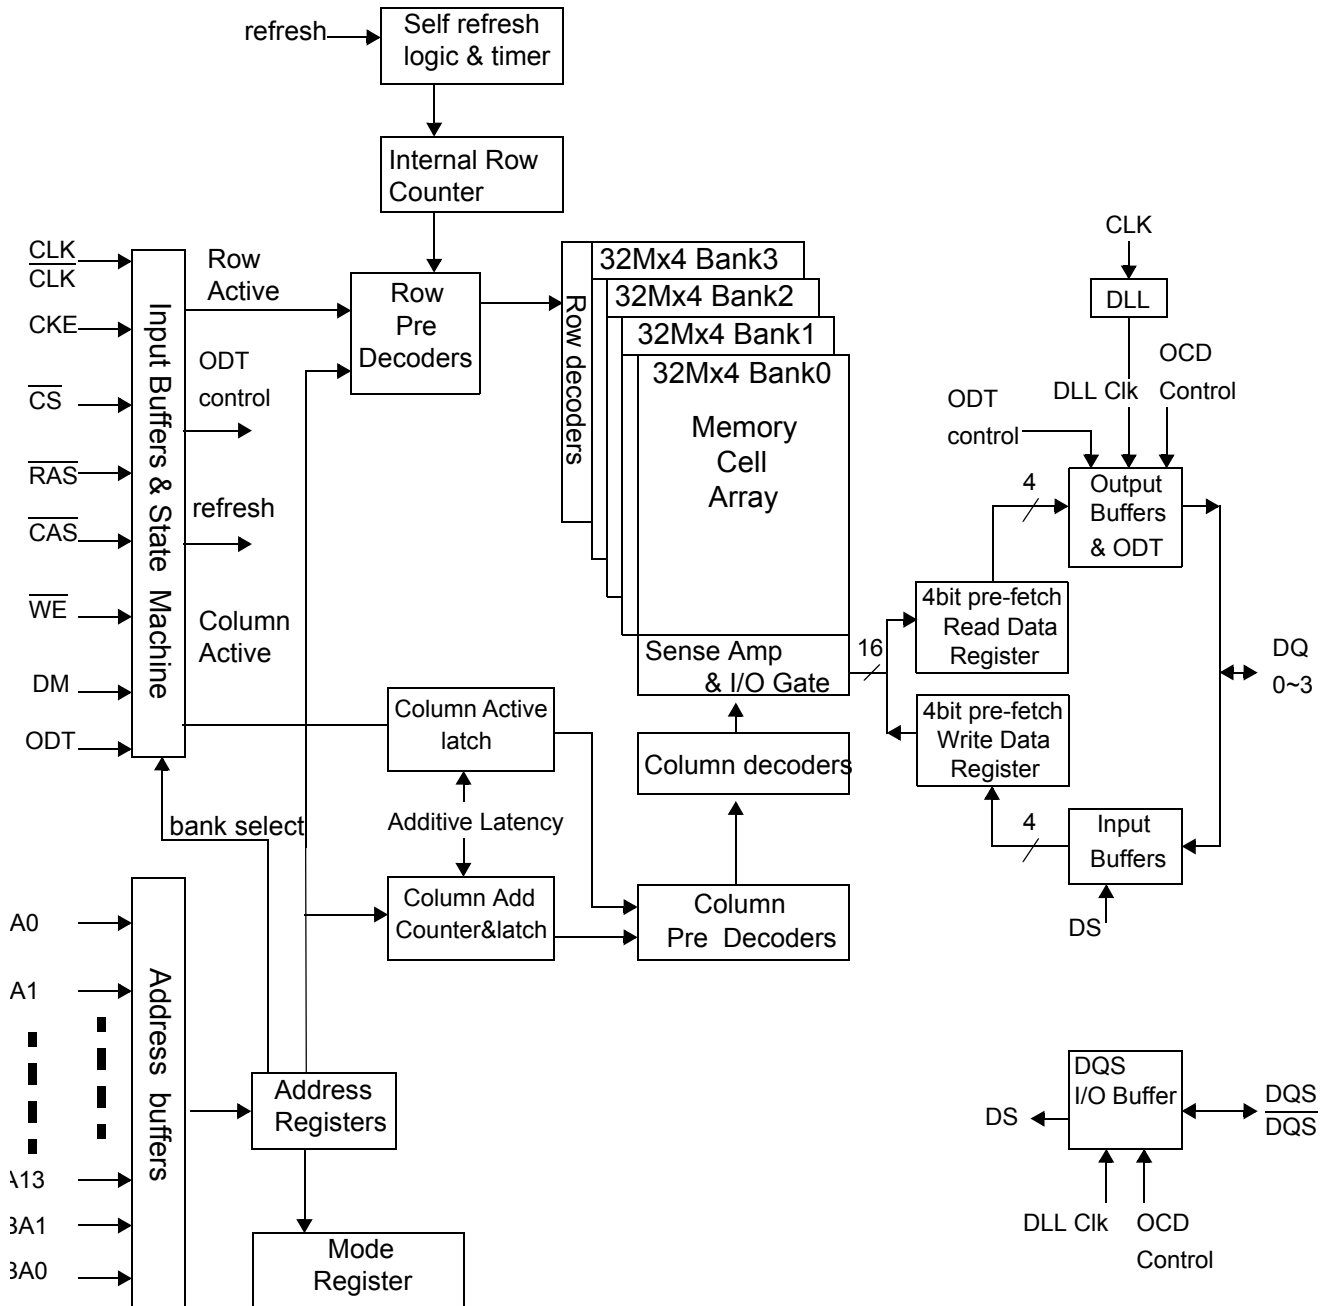 refresh
Self refresh
logic & timer
Internal Row
Counter
CLK
CLK
CKE
CS
RAS
CAS
WE
DM
ODT
Input Buffers & State Machine
Row
Active
ODT
control
refresh
Column
Active
bank select
Row
Pre
Decoders
Row decoders
32Mx4 Bank3
32Mx4 Bank2
32Mx4 Bank1
32Mx4 Bank0
Memory
Cell
Array
Sense Amp
& I/O Gate
Column decoders
Column Active
latch
Additive Latency
Column Add
Counter&latch
Column
Pre Decoders
16
4bit pre-fetch
Read Data
Register
4bit pre-fetch
Write Data
Register
4
4
CLK
DLL
DLL Clk
OCD
Control
ODT
control
Output
Buffers
& ODT
DQ
0~3
Input
Buffers
DS
A0
A1
A13
BA1
BA0
Address buffers
Address
Registers
Mode
Register
DQS
I/O Buffer
DS
DQS
DQS
DLL Clk
OCD
Control